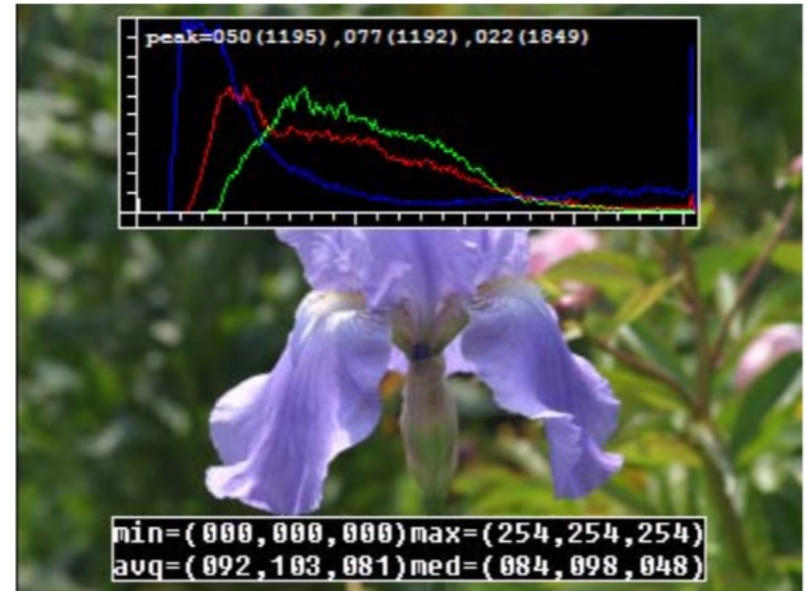 peak=050(1195),077(1192),022(1849)
min=(000,000,000)max=(254,254,254)
avg=(092,103,081)med=(084,098,048)